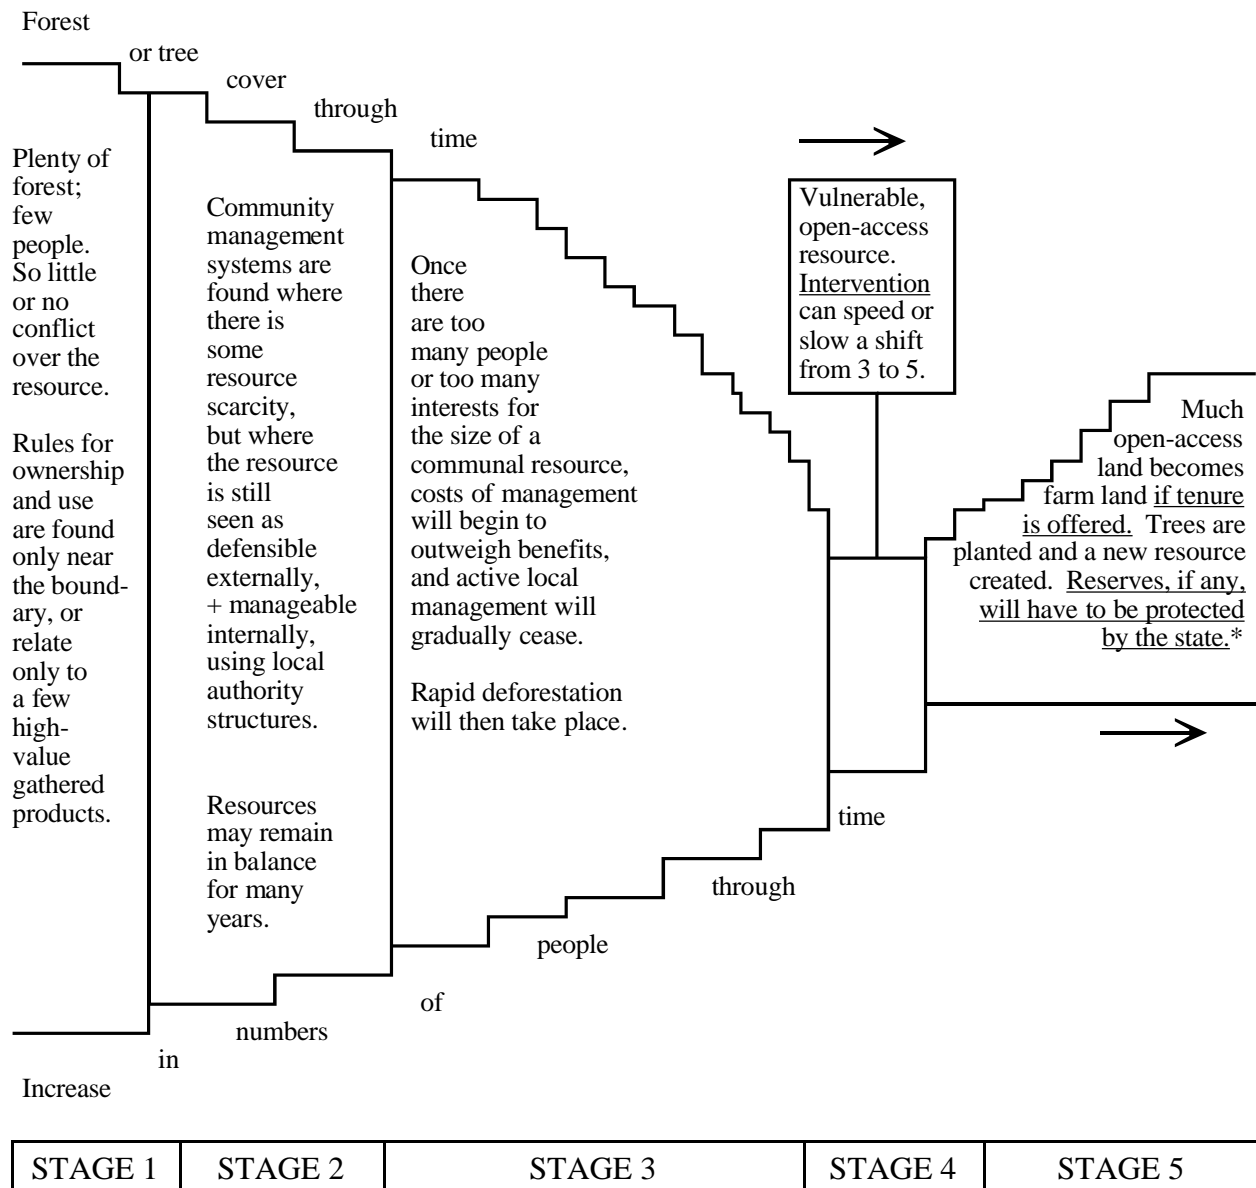 Forest
or tree
cover
through
time
Plenty of
forest;
few
people.
So little
or no
conflict
over the
resource.
Rules for
ownership
and use
are found
only near
the bound-
ary, or
relate
only to
a few
high-
value
gathered
products.
Community
management
systems are
found where
there is
some
resource
scarcity,
but where
the resource
is still
seen as
defensible
externally,
+ manageable
internally,
using local
authority
structures.
Resources
may remain
in balance
for many
years.
Once
there
are too
many people
or too many
interests for
the size of a
communal resource,
costs of management
will begin to
outweigh benefits,
and active local
management will
gradually cease.
Rapid deforestation
will then take place.
Vulnerable,
open-access
resource.
Intervention
can speed or
slow a shift
from 3 to 5.
Much
open-access
land becomes
farm land if tenure
is offered. Trees are
planted and a new resource
created. Reserves, if any,
will have to be protected
by the state.*
Increase
in
numbers
of
people
through
time
STAGE 1
STAGE 2
STAGE 3
STAGE 4
STAGE 5